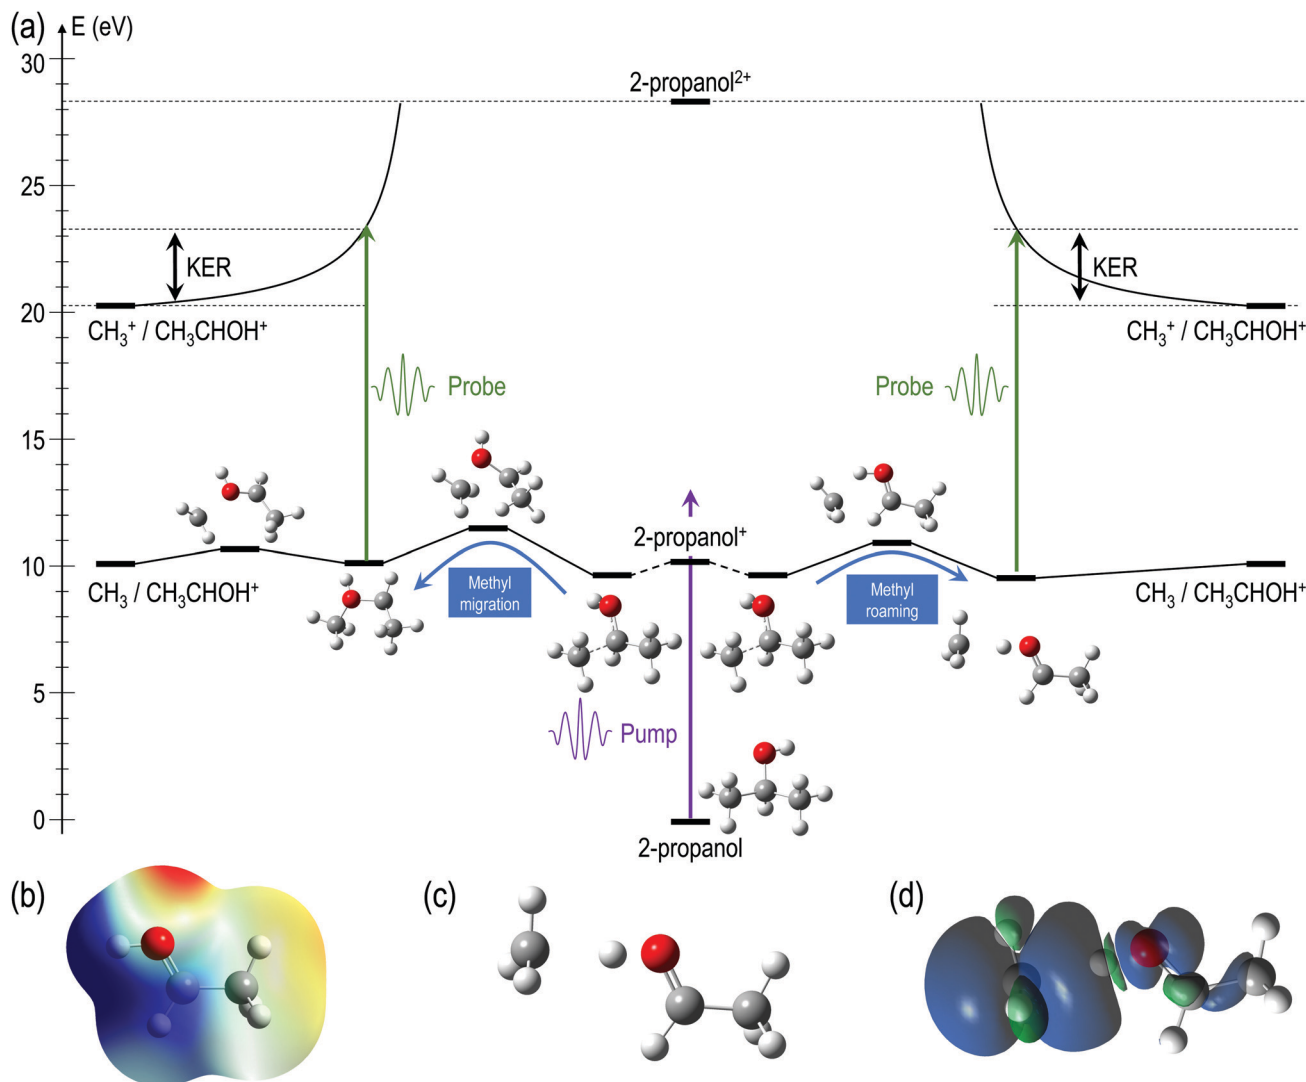 (a)
E (eV)
30
25
20
15
10
5
0
2-propanol²⁺
KER
KER
CH₃⁺ / CH₃CHOH⁺
CH₃⁺ / CH₃CHOH⁺
Probe
Probe
2-propanol⁺
Methyl
migration
Methyl
roaming
CH₃ / CH₃CHOH⁺
CH₃ / CH₃CHOH⁺
Pump
2-propanol
(b)
(c)
(d)